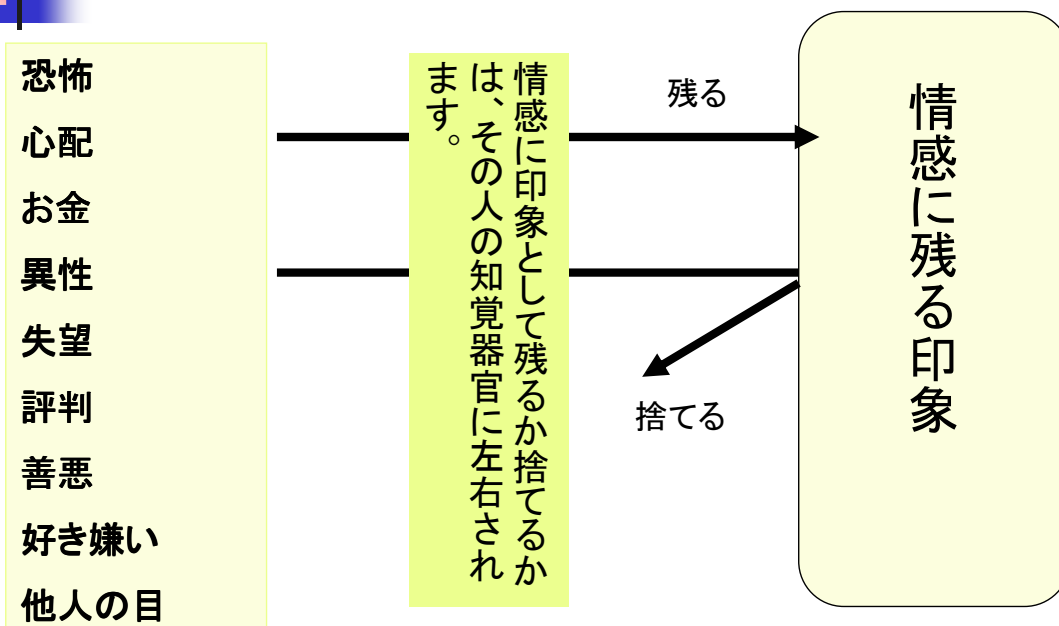 恐怖
心配
お金
異性
失望
評判
善悪
好き嫌い
他人の目
情感に印象として残るか捨てるか
は、その人の知覚器官に左右され
ます。
残る
捨てる
情感に残る印象